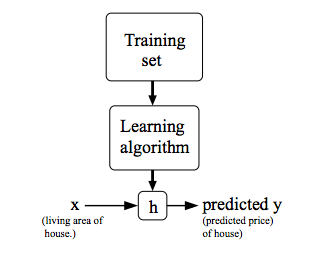 Training
set
Learning
algorithm
x
h
predicted y
(living area of
house.)
(predicted price)
of house)